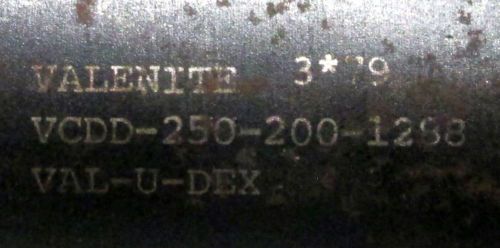 VALENITE 3*79
VCDD-250-200-1288
VAL-U-DEX